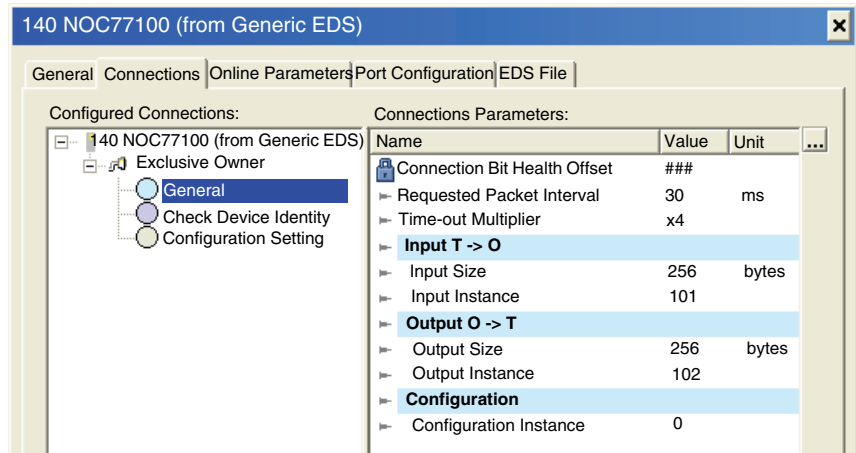 140 NOC77100 (from Generic EDS)
General Connections Online Parameters Port Configuration EDS File
Configured Connections:
140 NOC77100 (from Generic EDS)
Exclusive Owner
General
Check Device Identity
Configuration Setting
Connections Parameters:
Name Value Unit ...
Connection Bit Health Offset ###
Requested Packet Interval 30 ms
Time-out Multiplier x4
Input T -> O
Input Size 256 bytes
Input Instance 101
Output O -> T
Output Size 256 bytes
Output Instance 102
Configuration
Configuration Instance 0